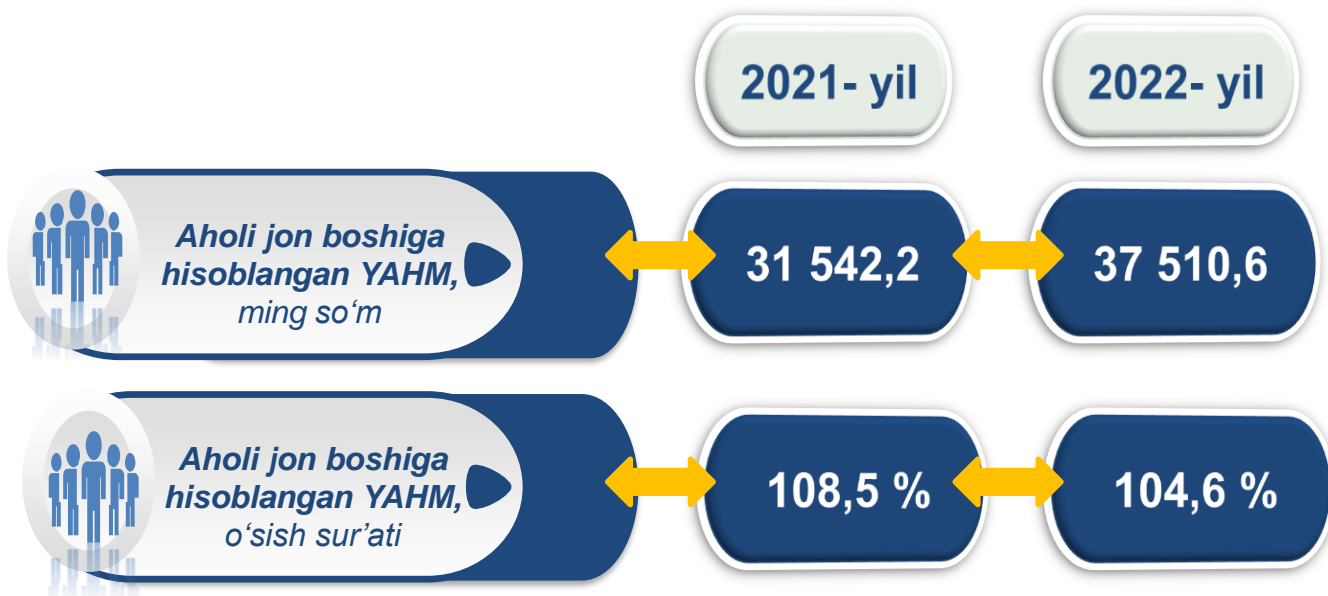 2021- yil
2022- yil
Aholi jon boshiga
hisoblangan YAHM,
ming so‘m
31 542,2
37 510,6
Aholi jon boshiga
hisoblangan YAHM,
o‘sish sur’ati
108,5 %
104,6 %